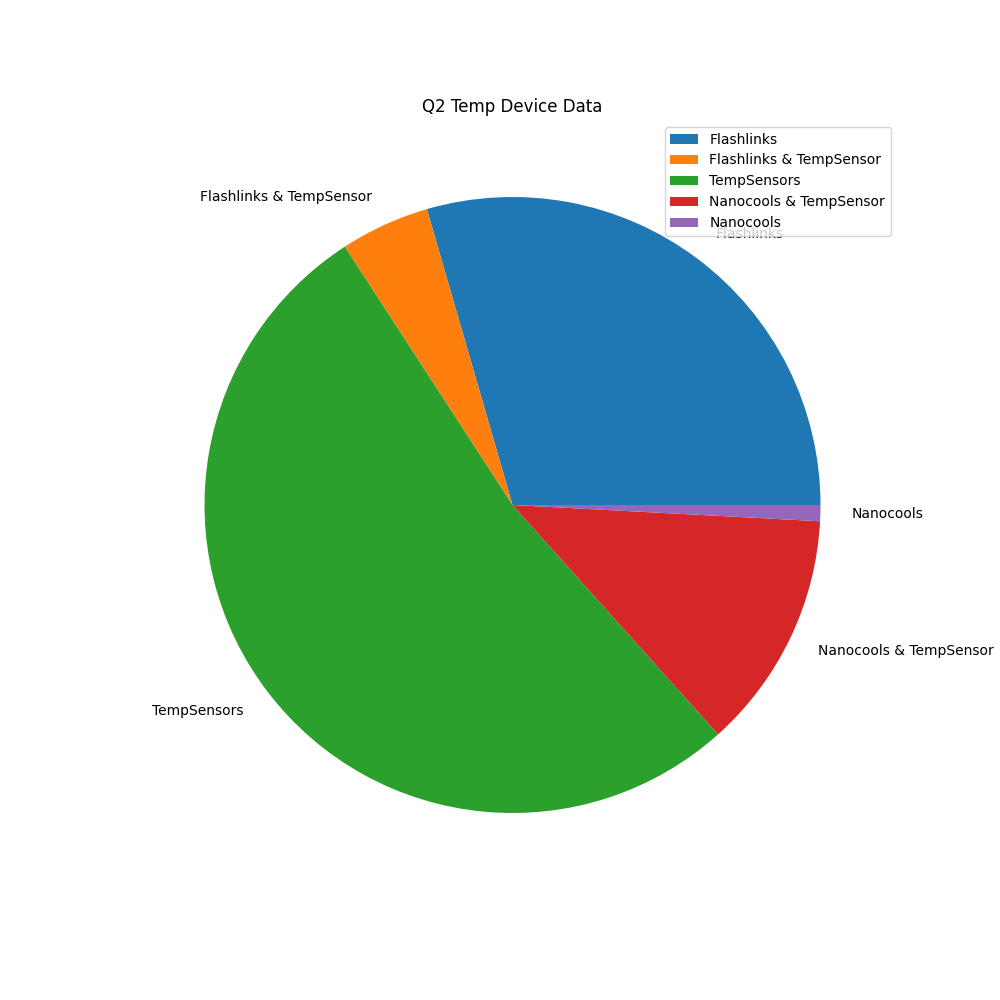 Q2 Temp Device Data
Flashlinks
Flashlinks & TempSensor
TempSensors
Nanocools & TempSensor
Nanocools
Flashlinks & TempSensor
Flashlinks
Nanocools
Nanocools & TempSensor
TempSensors